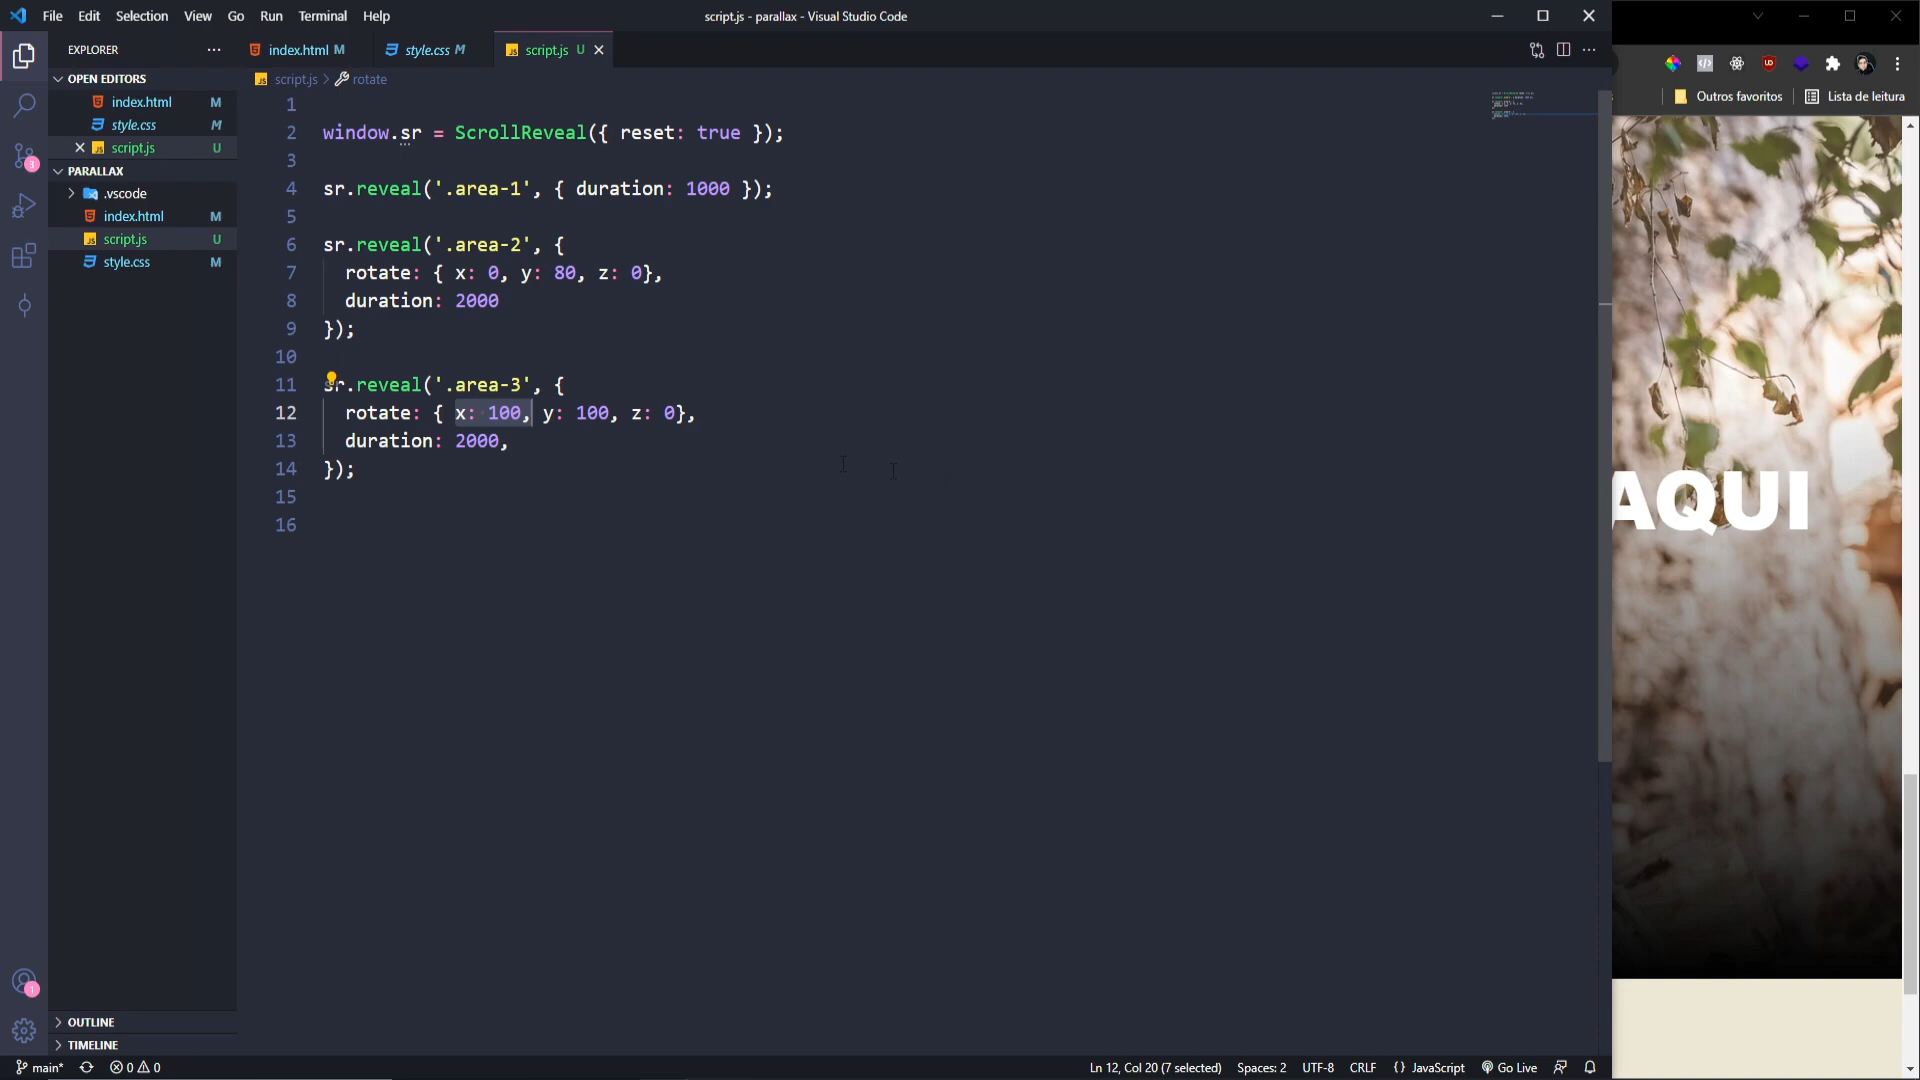 File Edit Selection View Go Run Terminal Help
script.js - parallax - Visual Studio Code
EXPLORER
index.html M
style.css M
script.js U
OPEN EDITORS
index.html M
style.css M
script.js U
PARALLAX
.vscode
index.html M
script.js U
style.css M
OUTLINE
TIMELINE
3
1
script.js > rotate
1
2 window.sr = ScrollReveal({ reset: true });
3
4 sr.reveal('.area-1', { duration: 1000 });
5
6 sr.reveal('.area-2', {
7 rotate: { x: 0, y: 80, z: 0},
8 duration: 2000
9 });
10
11 sr.reveal('.area-3', {
12 rotate: { x: 100, y: 100, z: 0},
13 duration: 2000,
14 });
15
16
Outros favoritos
Lista de leitura
AQUI
main* 0 0
Ln 12, Col 20 (7 selected) Spaces: 2 UTF-8 CRLF {} JavaScript Go Live